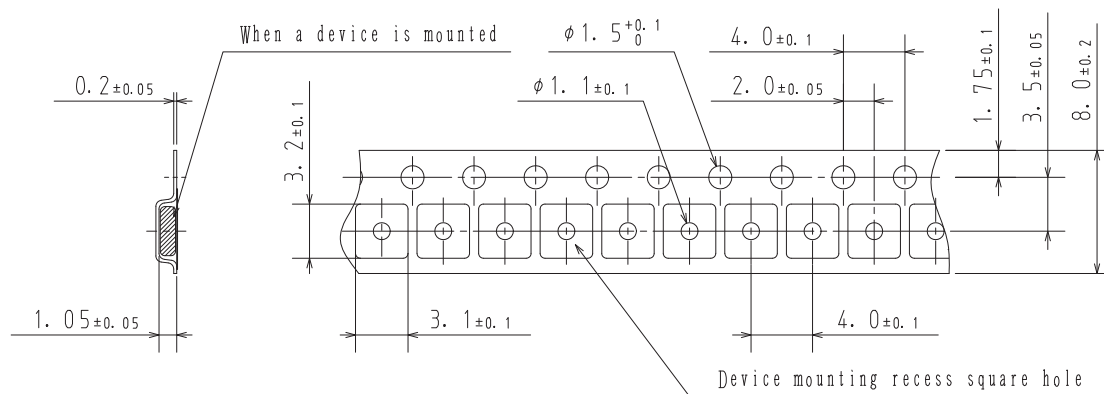 When a device is mounted
φ1.5+0.1 0
4.0±0.1
1.75±0.1
3.5±0.05
8.0±0.2
0.2±0.05
φ1.1±0.1
2.0±0.05
3.2±0.1
1.05±0.05
3.1±0.1
4.0±0.1
Device mounting recess square hole